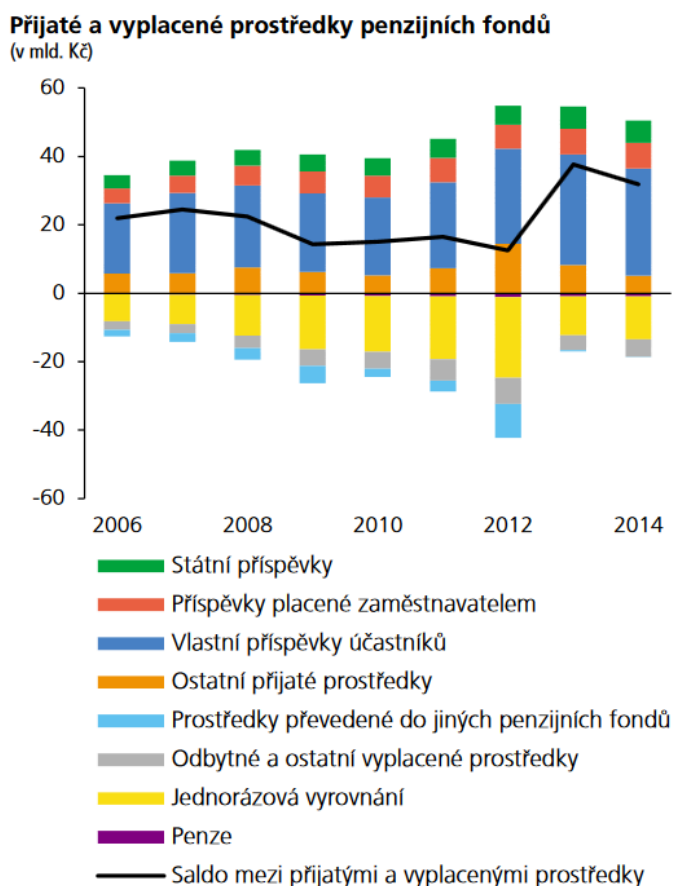 Přijaté a vyplacené prostředky penzijních fondů
(v mld. Kč)
60
40
20
0
-20
-40
-60
2006 2008 2010 2012 2014
Státní příspěvky
Příspěvky placené zaměstnavatelem
Vlastní příspěvky účastníků
Ostatní přijaté prostředky
Prostředky převedené do jiných penzijních fondů
Odbytné a ostatní vyplacené prostředky
Jednorázová vyrovnání
Penze
Saldo mezi přijatými a vyplacenými prostředky